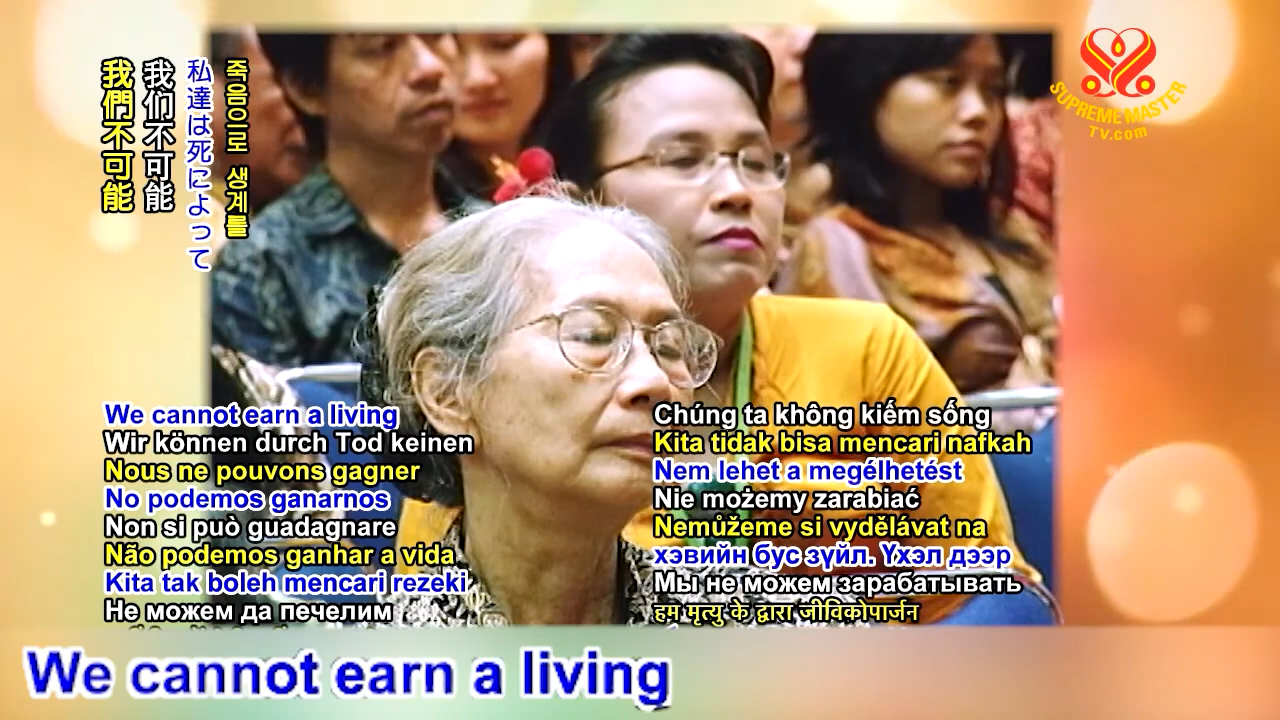 죽음으로 생계를
私達は死によって
我们不可能
我們不可能
SUPREME MASTER
TV.com
We cannot earn a living
Wir können durch Tod keinen
Nous ne pouvons gagner
No podemos ganarnos
Non si può guadagnare
Não podemos ganhar a vida
Kita tak boleh mencari rezeki
Не можем да печелим
Chúng ta không kiếm sống
Kita tidak bisa mencari nafkah
Nem lehet a megélhetést
Nie możemy zarabiać
Nemůžeme si vydělávat na
хэвийн бус зүйл. Үхэл дээр
Мы не можем зарабатывать
हम मृत्यु के द्वारा जीविकोपार्जन
We cannot earn a living